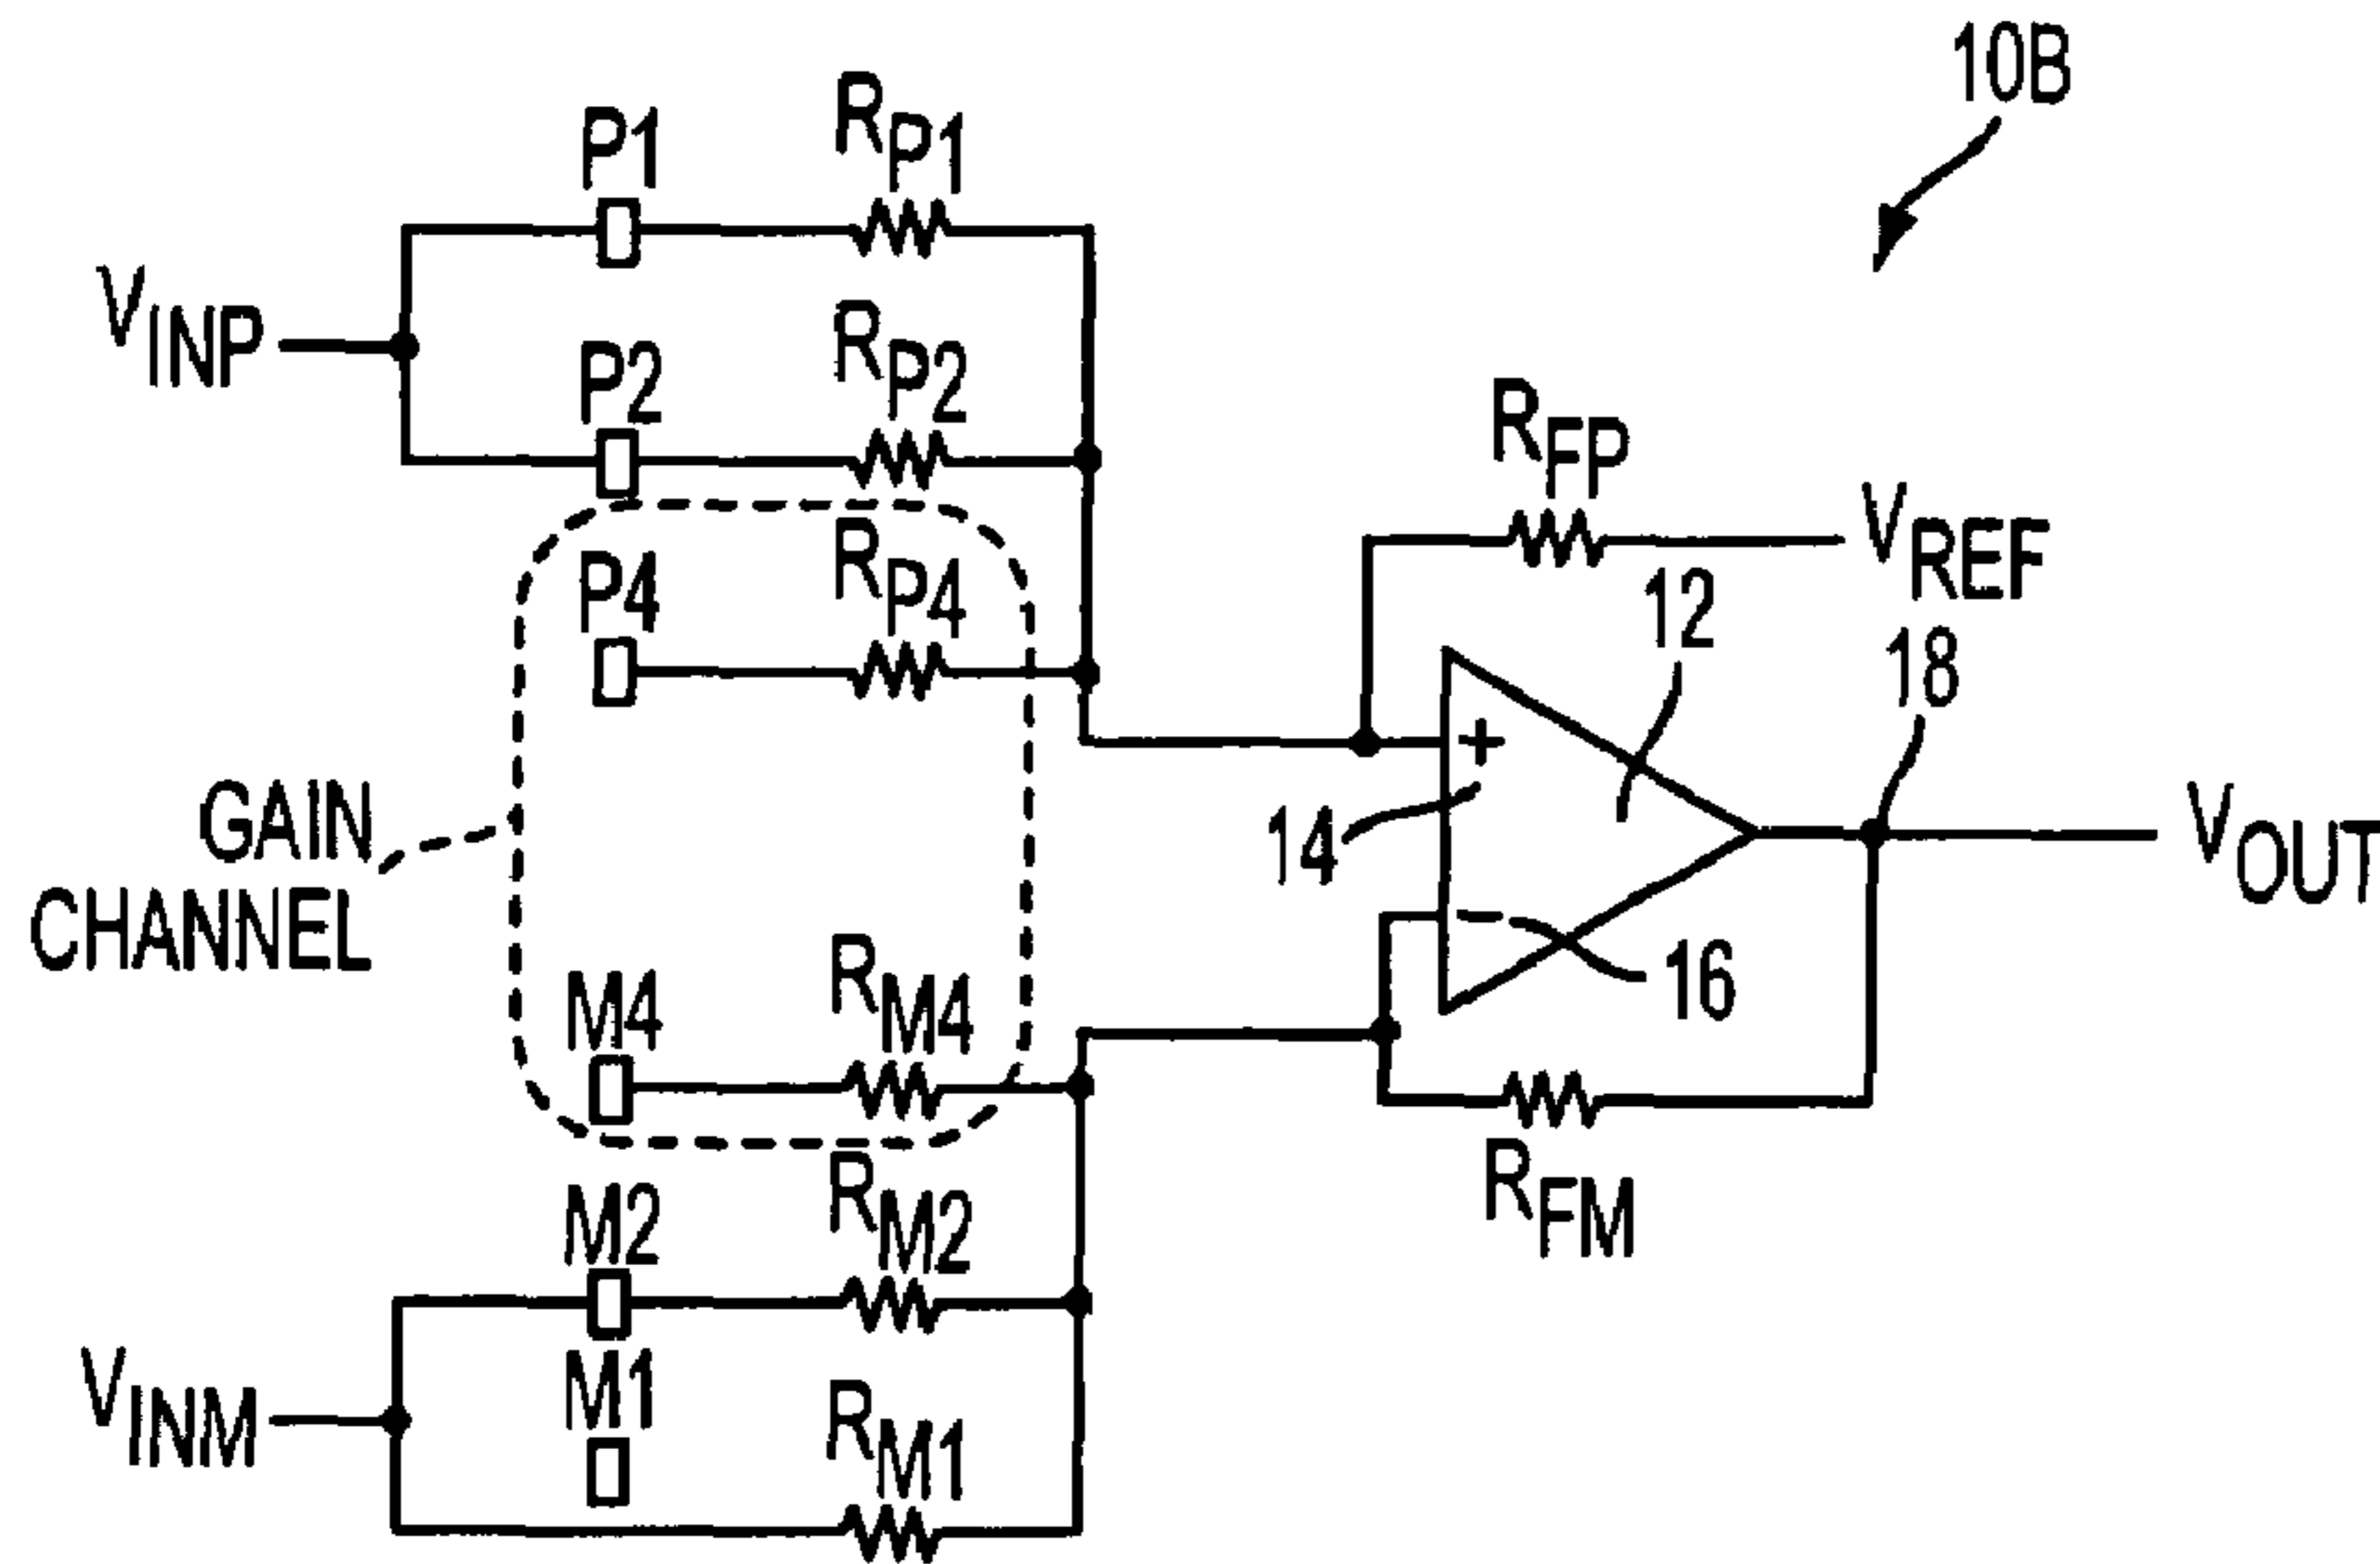 10B
P1
RP1
VINP
P2
RP2
RFP
VREF
P4
RP4
12
18
GAIN
CHANNEL
+
14
VOUT
−
16
M4
RM4
RFM
M2
RM2
VINM
M1
RM1